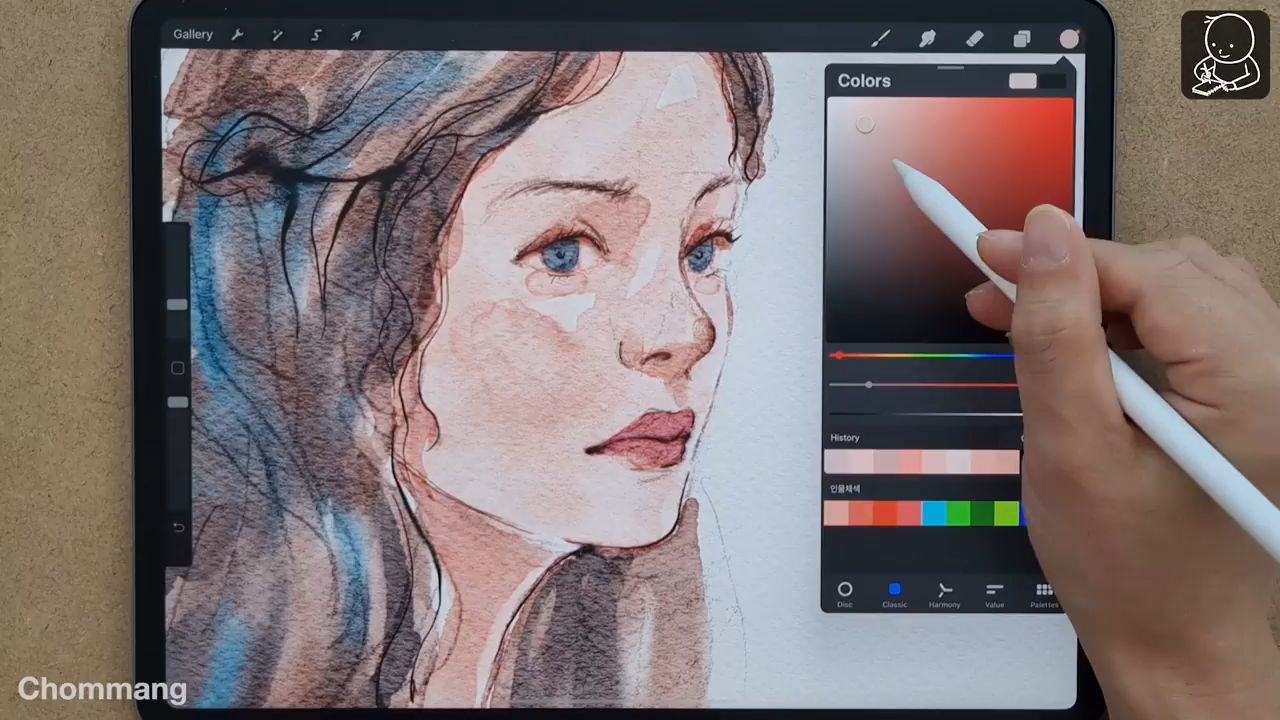 Gallery
Colors
History
인물채색
Disc
Classic
Harmony
Value
Palettes
Chommang